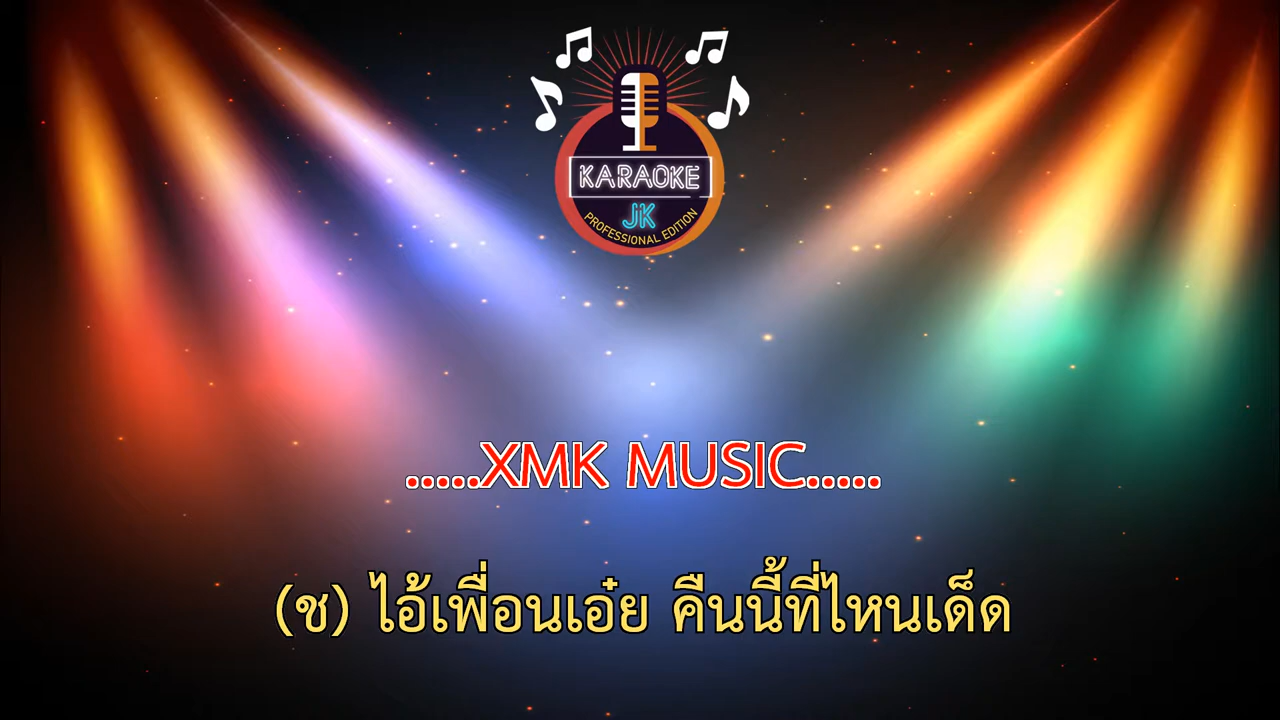 KARAOKE
JK
PROFESSIONAL EDITION
.....XMK MUSIC.....
(ช) ไอ้เพื่อนเอ๋ย คืนนี้ที่ไหนเด็ด